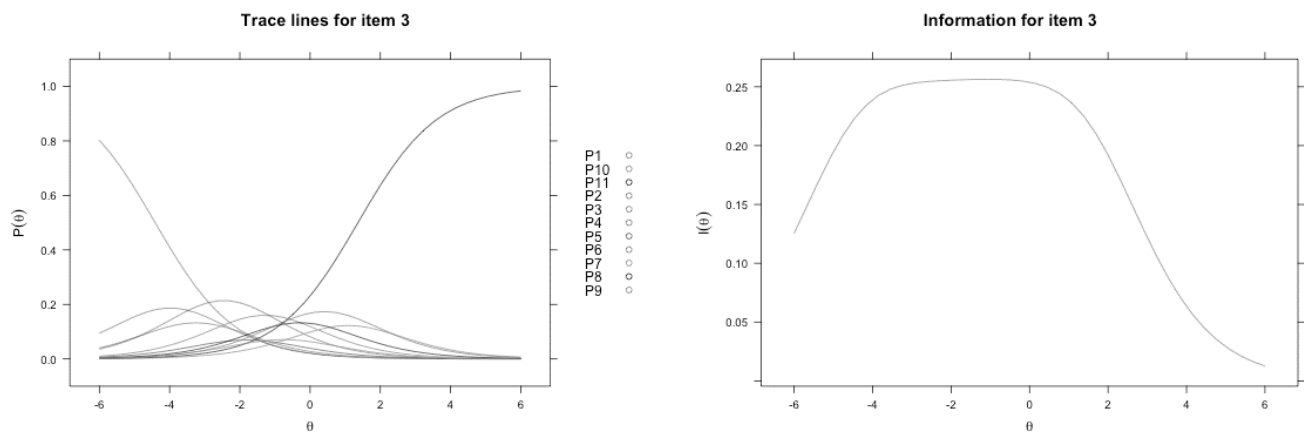 Trace lines for item 3
1.0
0.8
0.6
0.4
0.2
0.0
P(θ)
-6 -4 -2 0 2 4 6
θ
P1
P10
P11
P2
P3
P4
P5
P6
P7
P8
P9
Information for item 3
0.25
0.20
0.15
0.10
0.05
I(θ)
-6 -4 -2 0 2 4 6
θ